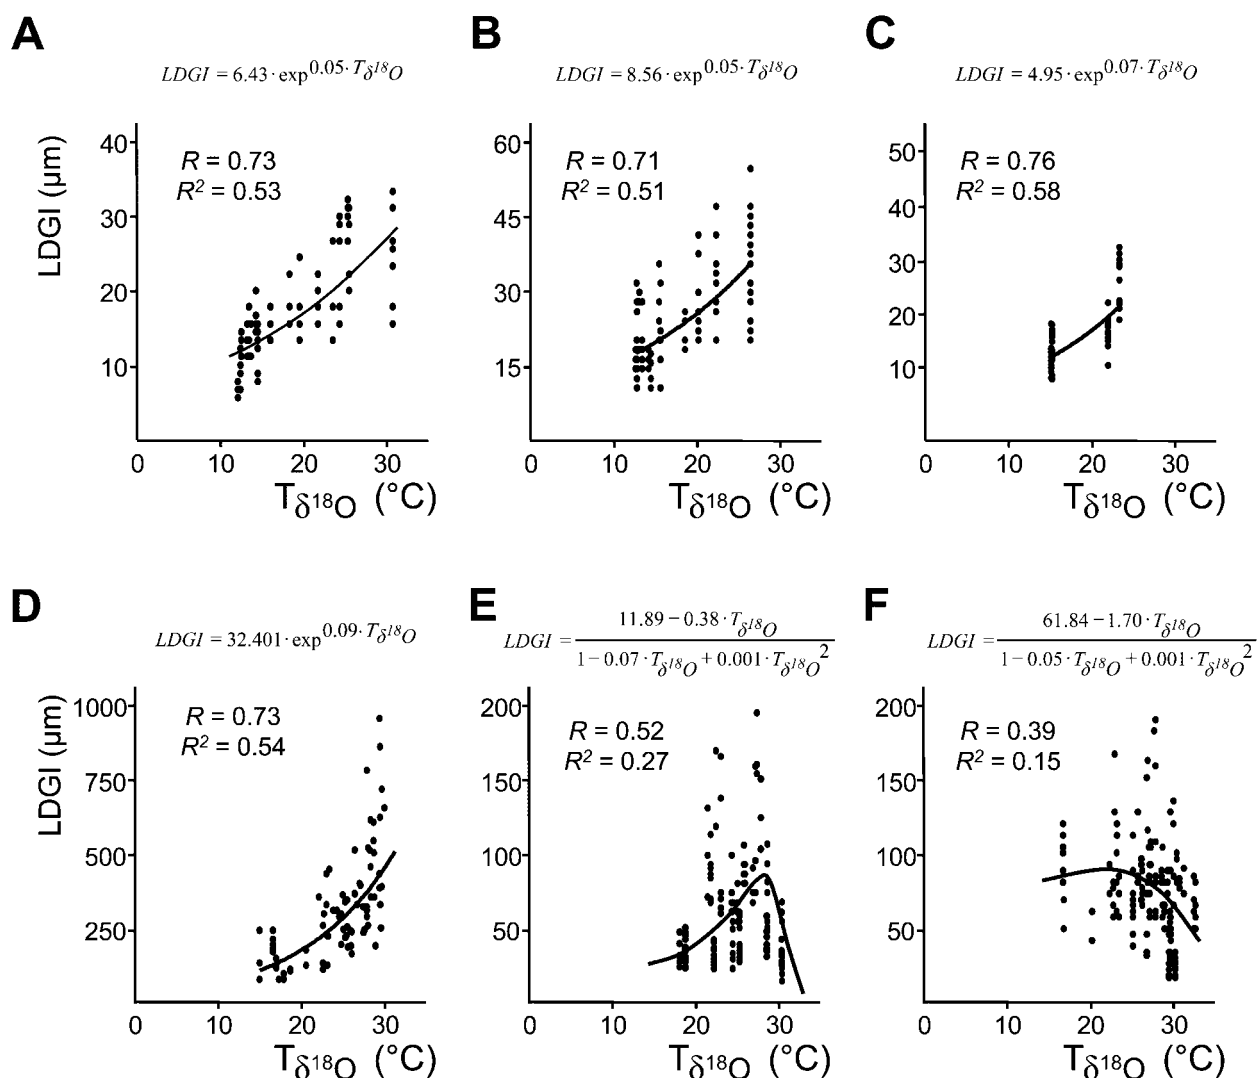 A
LDGI = 6.43 · exp^0.05 · T_δ18O
LDGI (µm)
R = 0.73
R² = 0.53
40
30
20
10
0 10 20 30
Tδ¹⁸O (°C)
B
LDGI = 8.56 · exp^0.05 · T_δ18O
R = 0.71
R² = 0.51
60
45
30
15
0 10 20 30
Tδ¹⁸O (°C)
C
LDGI = 4.95 · exp^0.07 · T_δ18O
R = 0.76
R² = 0.58
50
40
30
20
10
0 10 20 30
Tδ¹⁸O (°C)
D
LDGI = 32.401 · exp^0.09 · T_δ18O
LDGI (µm)
R = 0.73
R² = 0.54
1000
750
500
250
0 10 20 30
Tδ¹⁸O (°C)
E
LDGI = 
11.89 − 0.38 · T_δ18O
1 − 0.07 · T_δ18O + 0.001 · T_δ18O²
R = 0.52
R² = 0.27
200
150
100
50
0 10 20 30
Tδ¹⁸O (°C)
F
LDGI = 
61.84 − 1.70 · T_δ18O
1 − 0.05 · T_δ18O + 0.001 · T_δ18O²
R = 0.39
R² = 0.15
200
150
100
50
0 10 20 30
Tδ¹⁸O (°C)